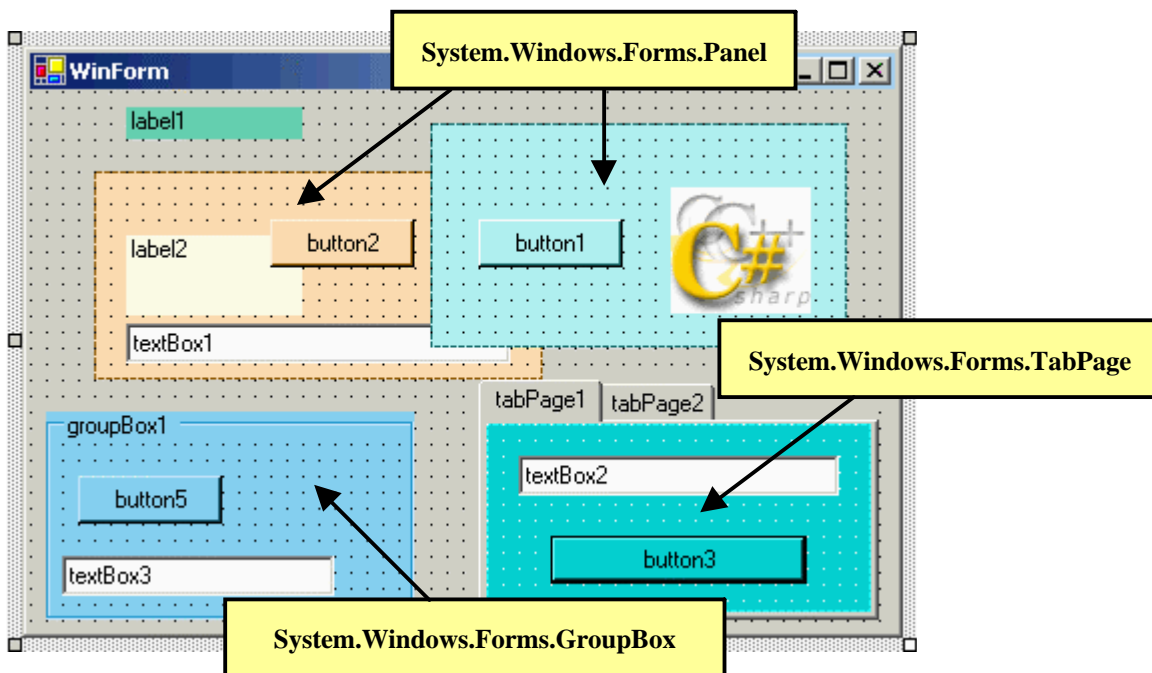 System.Windows.Forms.Panel
WinForm
label1
label2
button2
button1
C
C++
C#
sharp
textBox1
System.Windows.Forms.TabPage
tabPage1 tabPage2
groupBox1
textBox2
button5
button3
textBox3
System.Windows.Forms.GroupBox